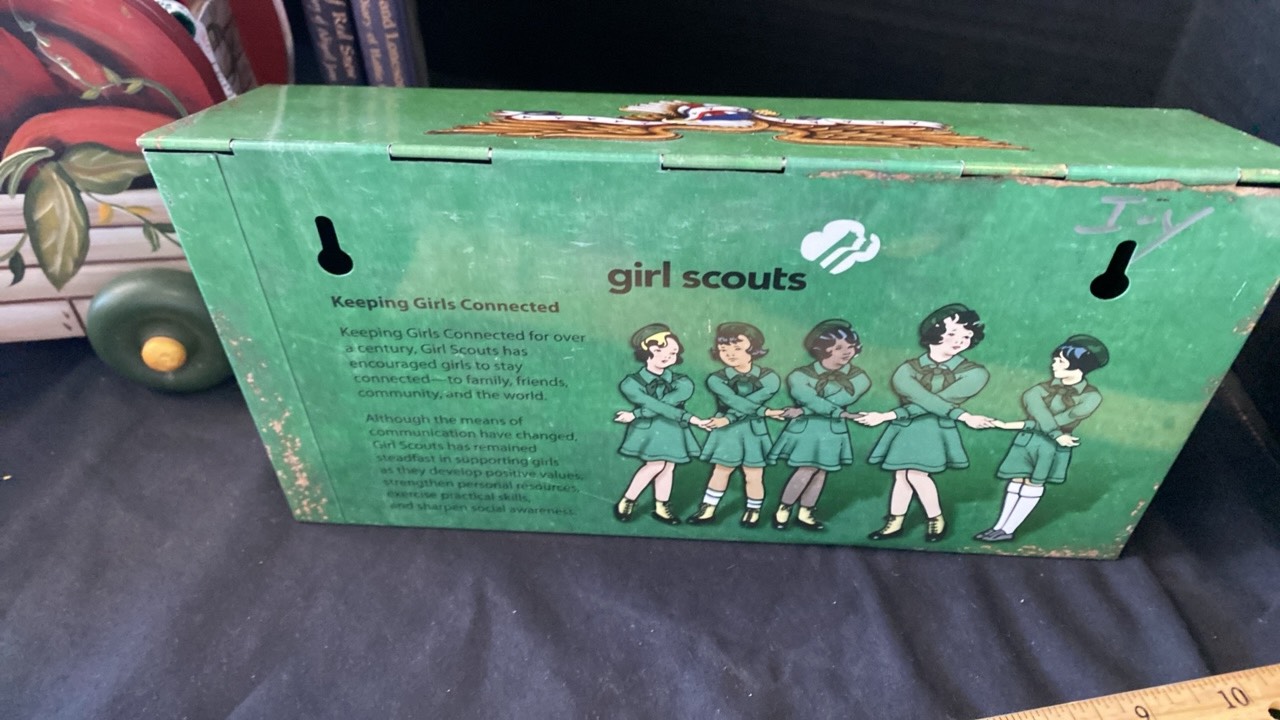 Red Star
Ivy
girl scouts
Keeping Girls Connected
Keeping Girls Connected for over
a century, Girl Scouts has
encouraged girls to stay
connected—to family, friends,
community, and the world.
Although the means of
communication have changed,
Girl Scouts has remained
steadfast in supporting girls
as they develop positive values,
strengthen personal resources,
exercise practical skills,
and sharpen social awareness.
9 10